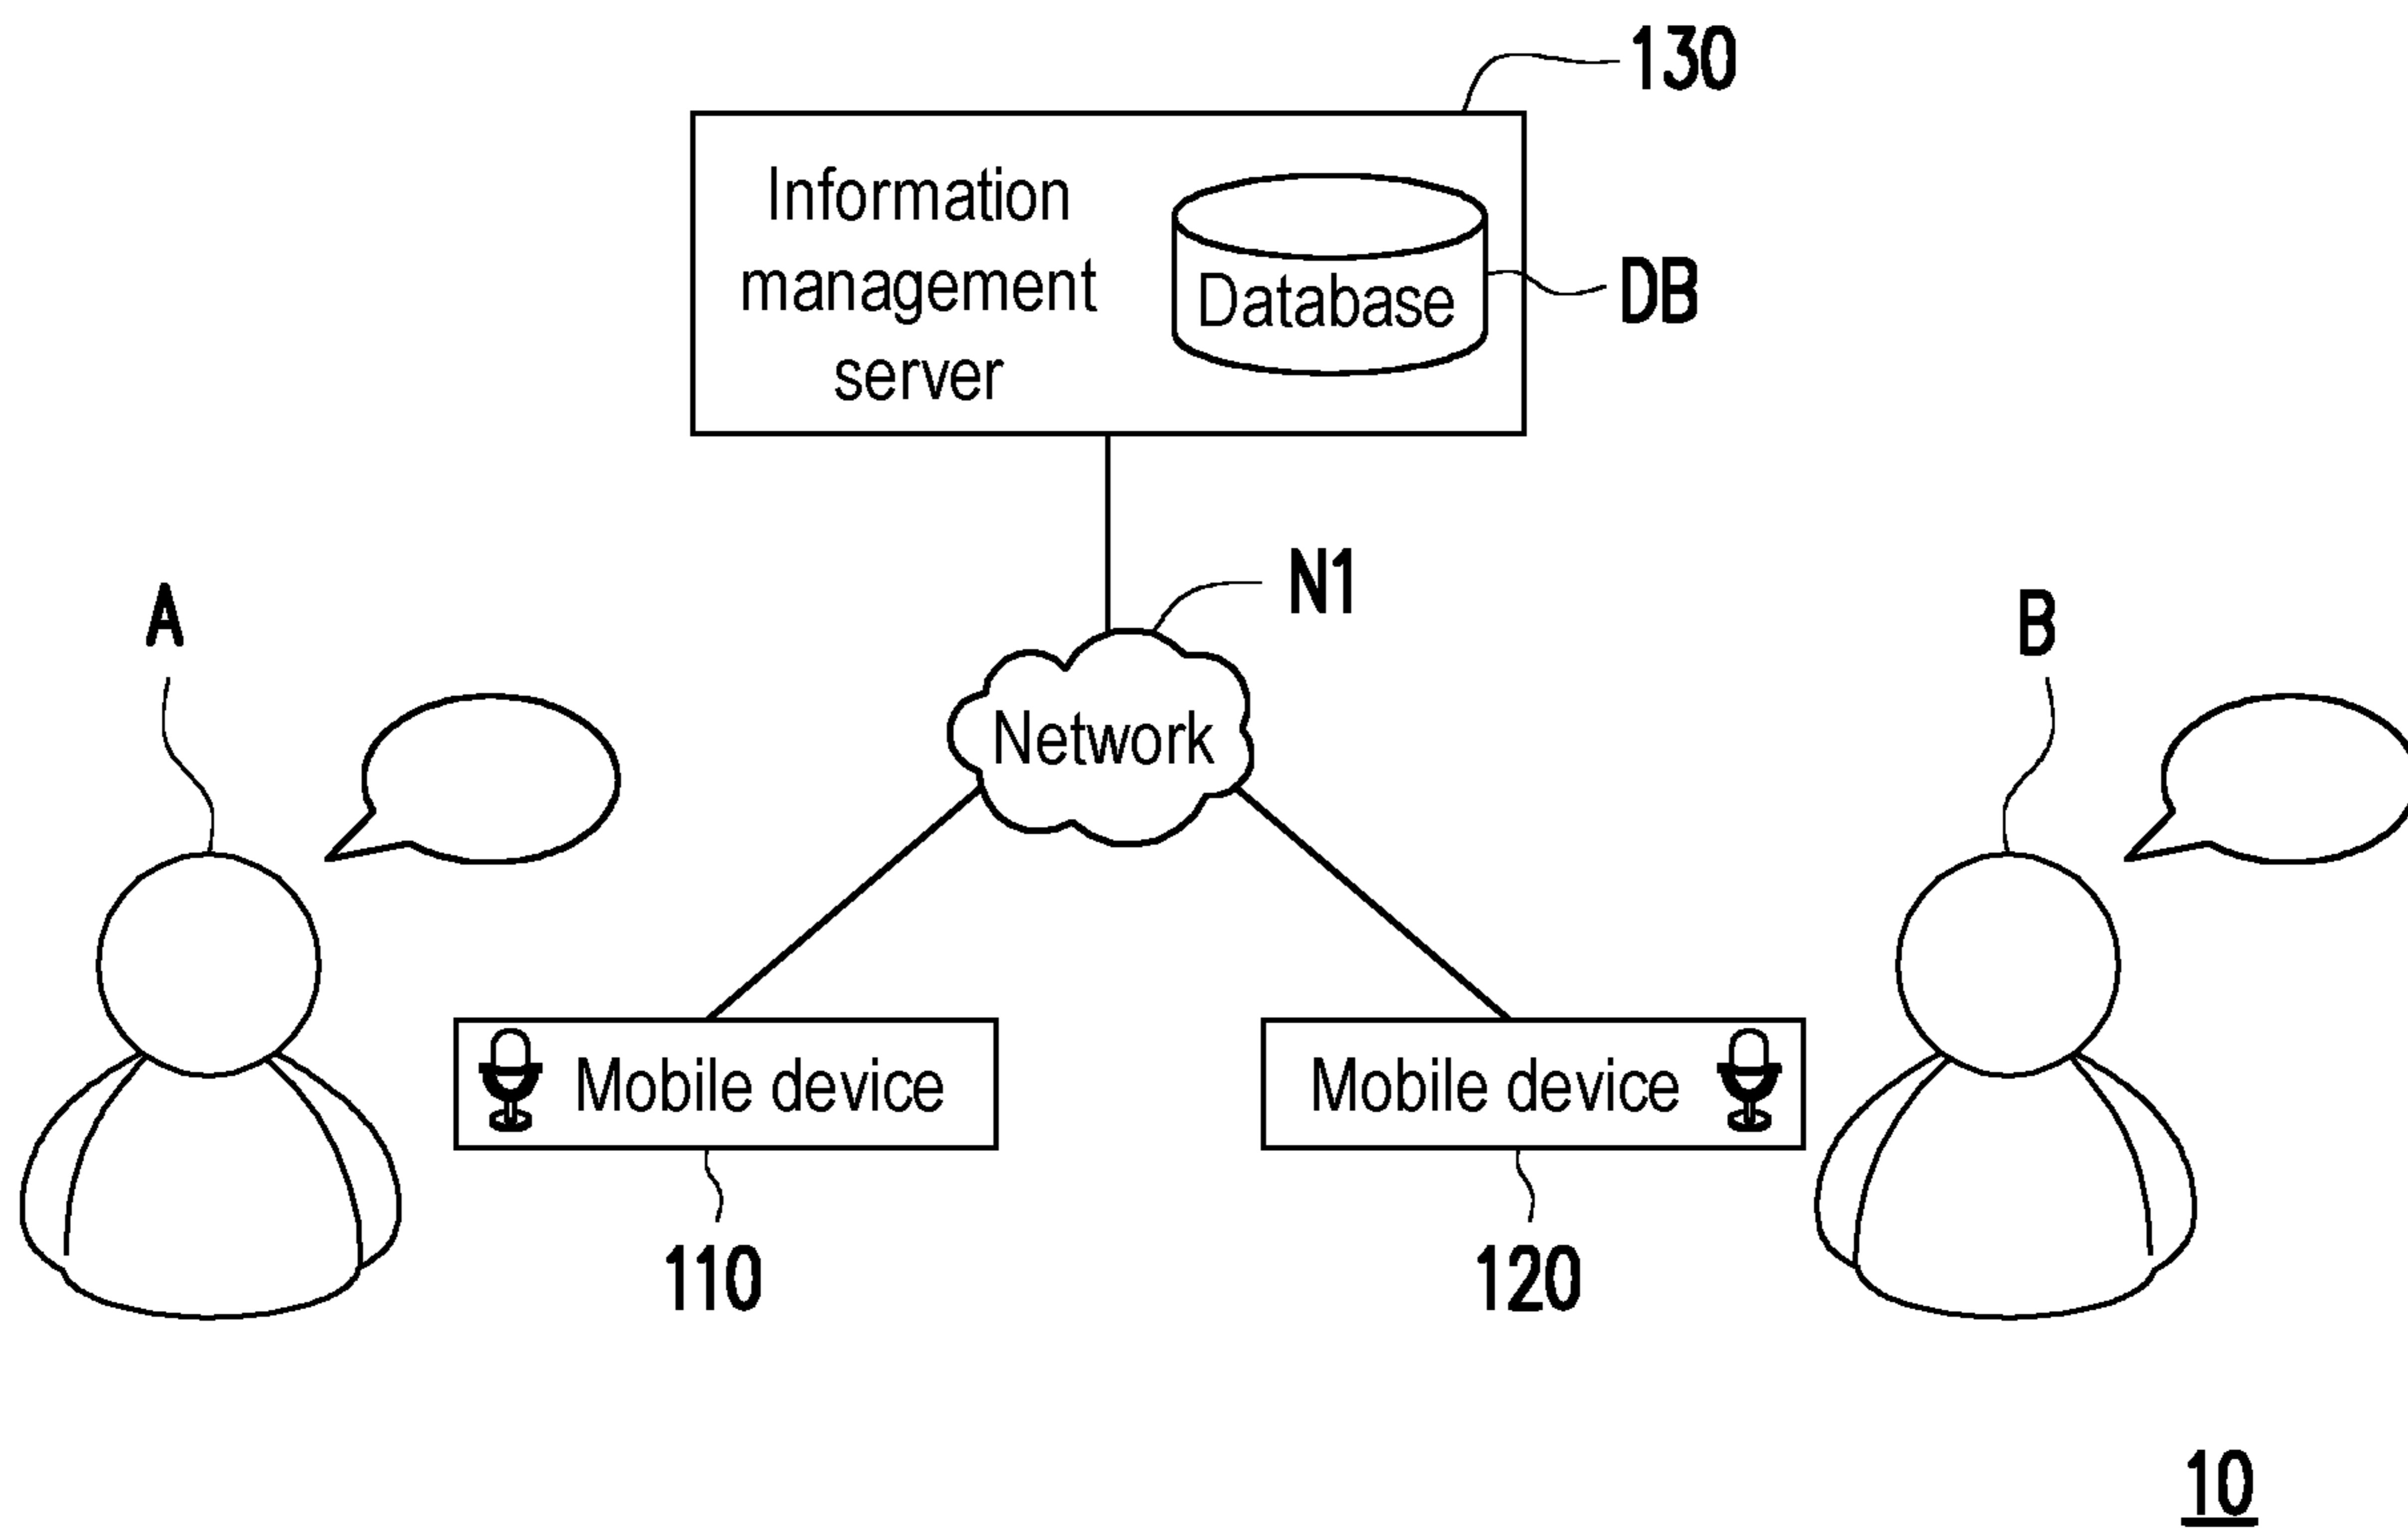 130
Information
management
server
Database
DB
N1
A
B
Network
Mobile device
Mobile device
110
120
10